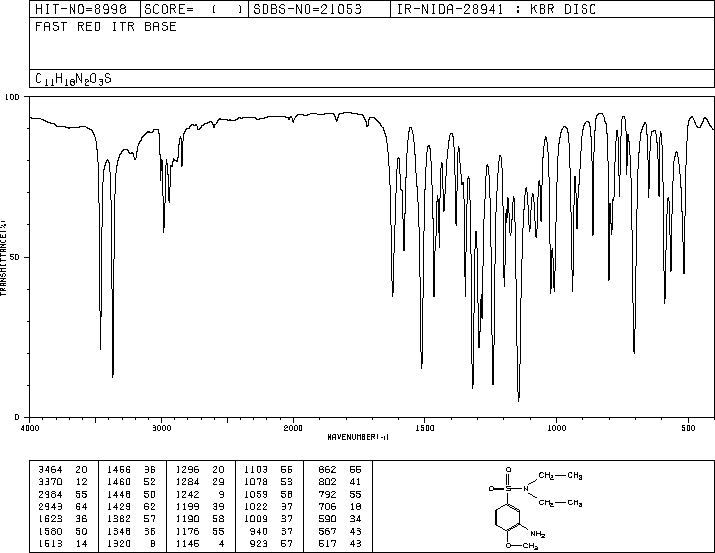 HIT-NO=8998 SCORE= ( ) SDBS-NO=21053 IR-NIDA-28941 : KBR DISC
FAST RED ITR BASE
C11H18N2O3S
100
50
0
TRANSMITTANCE(%)
4000 3000 2000 1500 1000 500
WAVENUMBER(-1)
3464 20 1466 36 1296 20 1103 66 862 55
3370 12 1460 52 1284 29 1078 53 802 41
2984 55 1448 50 1242 9 1059 58 792 55
2943 64 1429 62 1199 39 1022 37 706 18
1623 36 1382 57 1190 58 1009 37 590 34
1580 50 1348 36 1176 55 940 37 567 43
1513 14 1320 8 1145 4 923 57 517 43
O
O S N CH2 CH3
CH2 CH3
NH2
O CH3